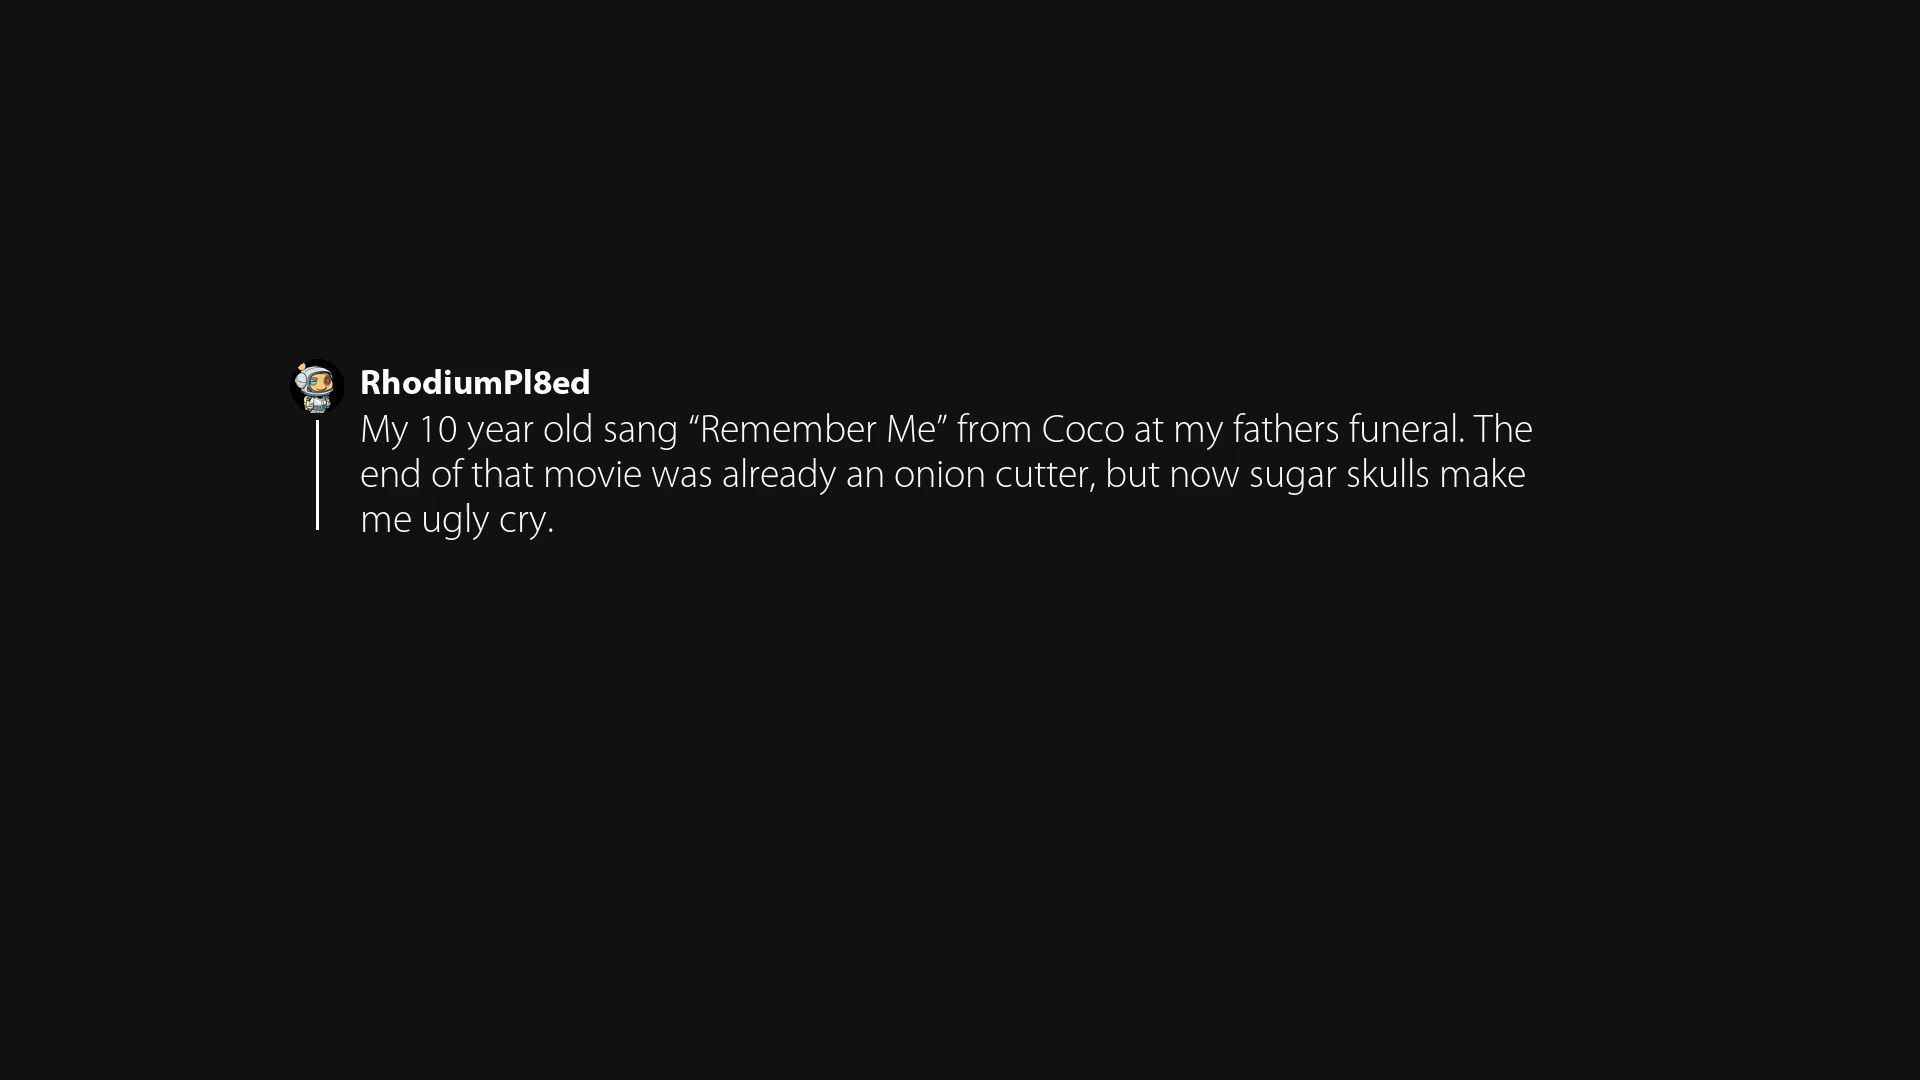 RhodiumPl8ed
My 10 year old sang “Remember Me” from Coco at my fathers funeral. The
end of that movie was already an onion cutter, but now sugar skulls make
me ugly cry.